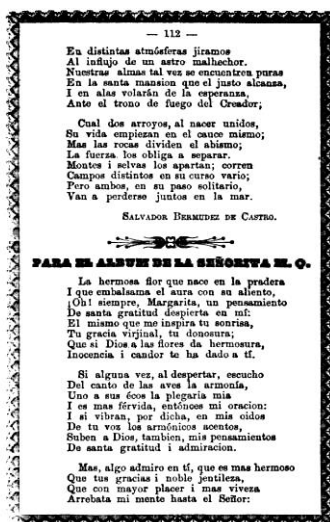 — 112 —
En distintas atmósferas jiramos
Al influjo de un astro malhechor.
Nuestras almas tal vez se encuentren puras
En la santa mansion que el justo alcanza,
I en alas volarán de la esperanza,
Ante el trono de fuego del Creador;
Cual dos arroyos, al nacer unidos,
Su vida empiezan en el cauce mismo;
Mas las rocas dividen el abismo;
La fuerza los obliga a separar.
Montes i selvas los apartan; corren
Campos distintos en su curso vario;
Pero ambos, en su paso solitario,
Van a perderse juntos en la mar.
SALVADOR BERMUDEZ DE CASTRO.
PARA EL ALBUM DE LA SEÑORITA M. Q.
La hermosa flor que nace en la pradera
I que embalsama el aura con su aliento,
¡Oh! siempre, Margarita, un pensamiento
De santa gratitud despierta en mí:
El mismo que me inspira tu sonrisa,
Tu gracia virjinal, tu donosura;
Que si Dios a las flores da hermosura,
Inocencia i candor te ha dado a tí.
Si alguna vez, al despertar, escucho
Del canto de las aves la armonía,
Uno a sus écos la plegaria mia
I es mas férvida, entónces mi oracion:
I si vibran, por dicha, en mis oidos
De tu voz los armónicos acentos,
Suben a Dios, tambien, mis pensamientos
De santa gratitud i admiracion.
Mas, algo admiro en tí, que es mas hermoso
Que tus gracias i noble jentileza,
Que con mayor placer i mas viveza
Arrebata mi mente hasta el Señor: